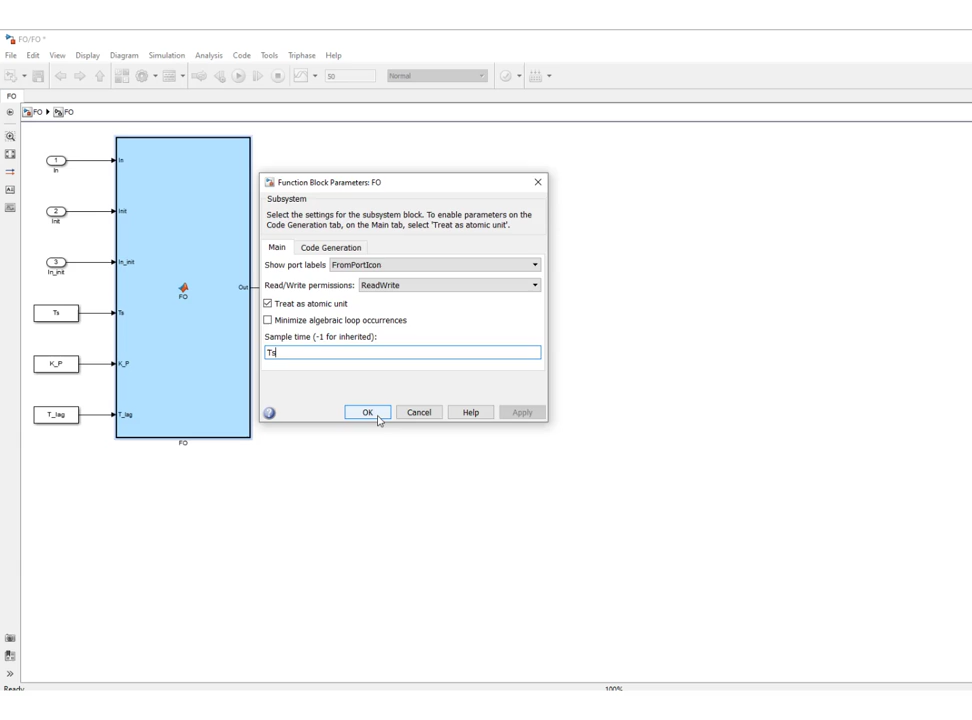 FO/FO *
File Edit View Display Diagram Simulation Analysis Code Tools Triphase Help
50 Normal
FO
FO FO
1
In
In
2
Init
Init
3
In_init
In_init
FO
Out
Ts
Ts
K_P
K_P
T_lag
T_lag
FO
Function Block Parameters: FO
Subsystem
Select the settings for the subsystem block. To enable parameters on the
Code Generation tab, on the Main tab, select 'Treat as atomic unit'.
Main Code Generation
Show port labels FromPortIcon
Read/Write permissions: ReadWrite
Treat as atomic unit
Minimize algebraic loop occurrences
Sample time (-1 for inherited):
Ts
OK Cancel Help Apply
Ready 100%